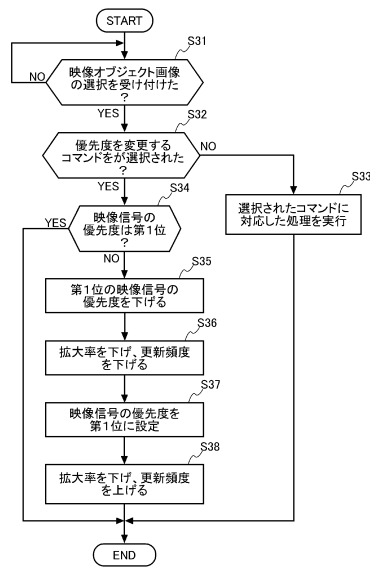 START
S31
映像オブジェクト画像
の選択を受け付けた
?
NO
YES
S32
優先度を変更する
コマンドをが選択された
?
NO
YES
S33
選択されたコマンドに
対応した処理を実行
S34
映像信号の
優先度は第1位
?
YES
NO
S35
第1位の映像信号の
優先度を下げる
S36
拡大率を下げ、更新頻度
を下げる
S37
映像信号の優先度を
第1位に設定
S38
拡大率を下げ、更新頻度
を上げる
END